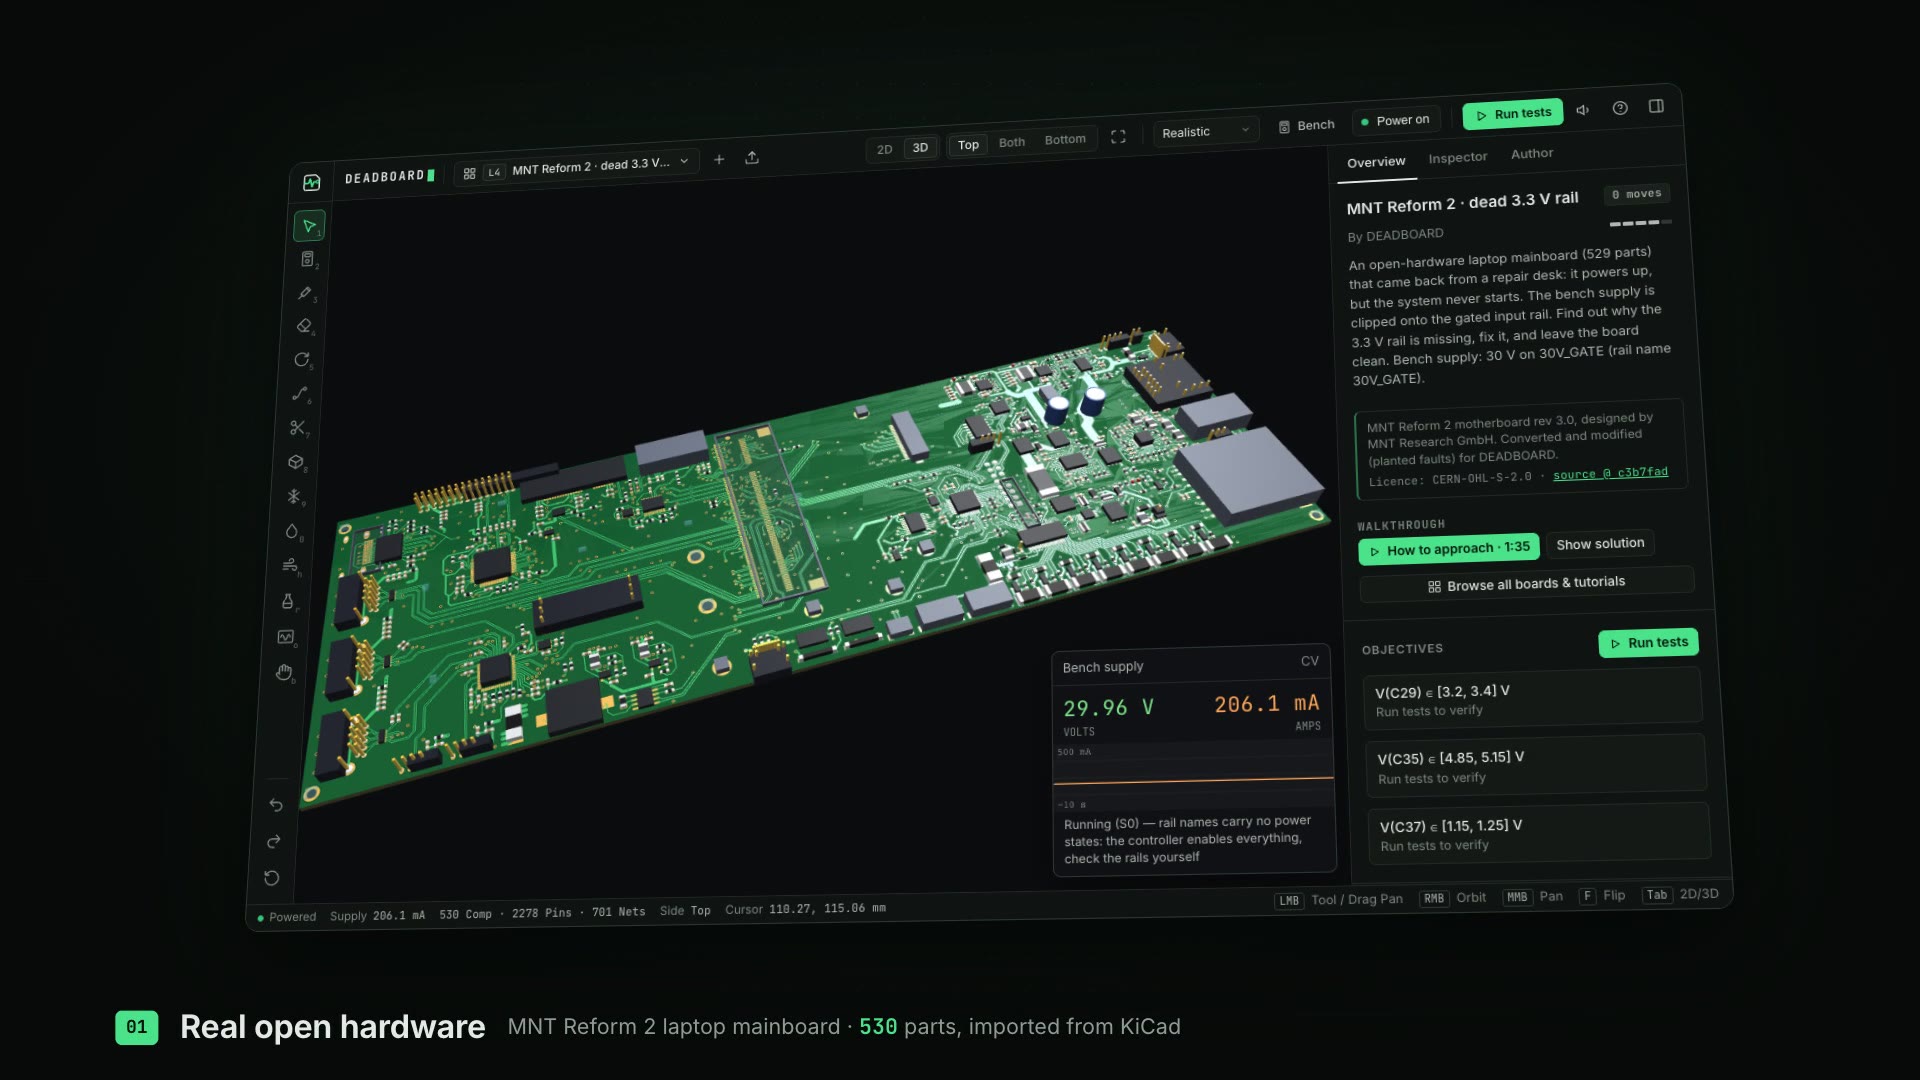 DEADBOARD
L4 MNT Reform 2 · dead 3.3 V...
2D 3D
Top Both Bottom
Realistic
Bench
Power on
Run tests
1
2
3
4
5
6
7
8
9
0
h
r
o
b
Overview Inspector Author
MNT Reform 2 · dead 3.3 V rail
0 moves
By DEADBOARD
An open-hardware laptop mainboard (529 parts)
that came back from a repair desk: it powers up,
but the system never starts. The bench supply is
clipped onto the gated input rail. Find out why the
3.3 V rail is missing, fix it, and leave the board
clean. Bench supply: 30 V on 30V_GATE (rail name
30V_GATE).
MNT Reform 2 motherboard rev 3.0, designed by
MNT Research GmbH. Converted and modified
(planted faults) for DEADBOARD.
Licence: CERN-OHL-S-2.0 · source @ c3b7fad
WALKTHROUGH
How to approach · 1:35
Show solution
Browse all boards & tutorials
OBJECTIVES
Run tests
V(C29) ∈ [3.2, 3.4] V
Run tests to verify
V(C35) ∈ [4.85, 5.15] V
Run tests to verify
V(C37) ∈ [1.15, 1.25] V
Run tests to verify
Bench supply CV
29.96 V 206.1 mA
VOLTS AMPS
500 mA
Running (S0) — rail names carry no power
states: the controller enables everything,
check the rails yourself
Powered Supply 206.1 mA 530 Comp · 2278 Pins · 701 Nets Side Top Cursor 110.27, 115.06 mm
LMB Tool / Drag Pan RMB Orbit MMB Pan F Flip Tab 2D/3D
01 Real open hardware MNT Reform 2 laptop mainboard · 530 parts, imported from KiCad